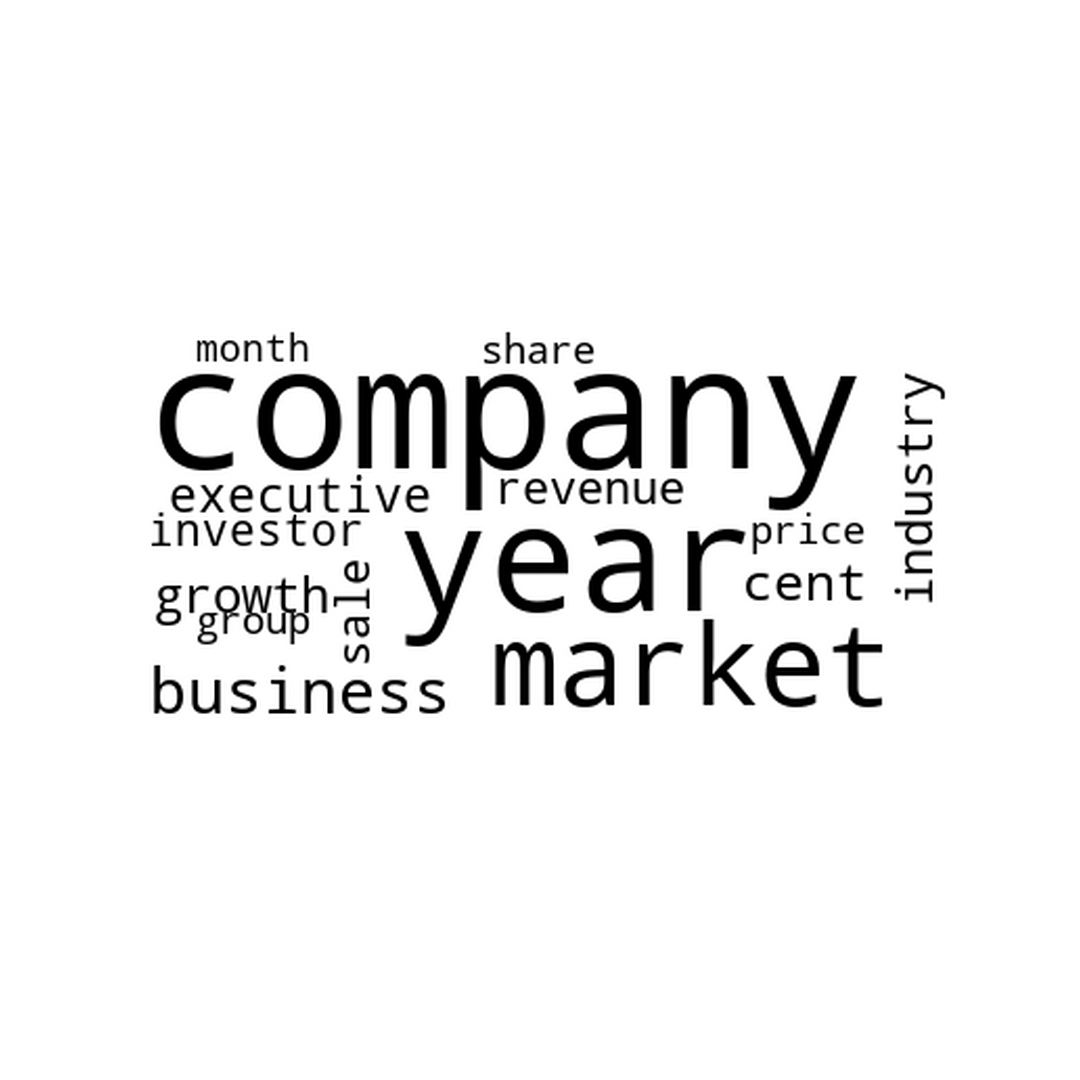 month
share
company
industry
executive
revenue
investor
year
price
sale
cent
growth
group
market
business